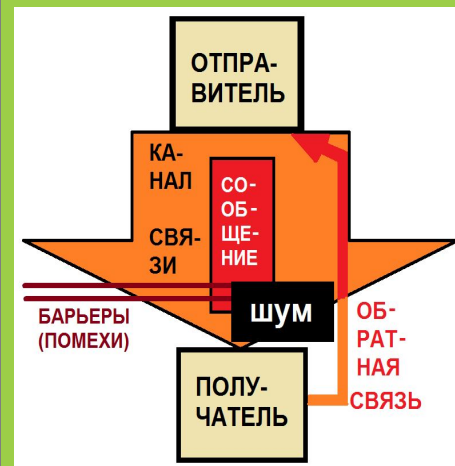 ОТПРА-
ВИТЕЛЬ
КА-
НАЛ
СВЯ-
ЗИ
СО-
ОБ-
ЩЕ-
НИЕ
шум
БАРЬЕРЫ
(ПОМЕХИ)
ОБ-
РАТ-
НАЯ
СВЯЗЬ
ПОЛУ-
ЧАТЕЛЬ